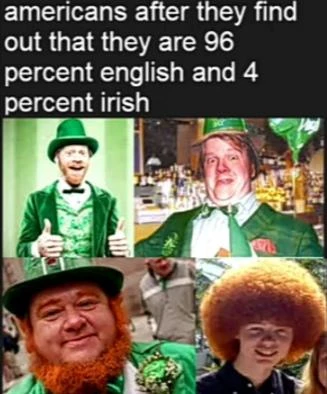 americans after they find
out that they are 96
percent english and 4
percent irish